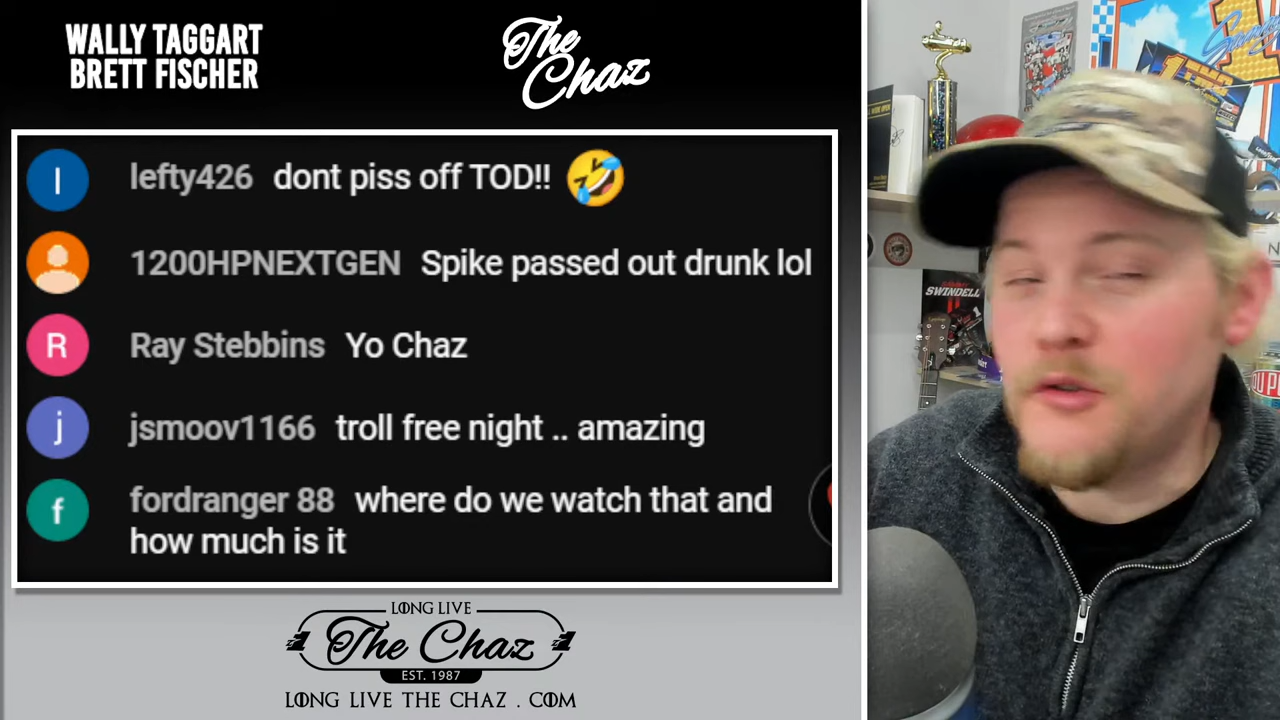 WALLY TAGGART
BRETT FISCHER
The
Chaz
l lefty426 dont piss off TOD!! 🤣
1200HPNEXTGEN Spike passed out drunk lol
R Ray Stebbins Yo Chaz
j jsmoov1166 troll free night .. amazing
f fordranger 88 where do we watch that and
how much is it
LONG LIVE
The Chaz
EST. 1987
LONG LIVE THE CHAZ . COM
SWINDELL